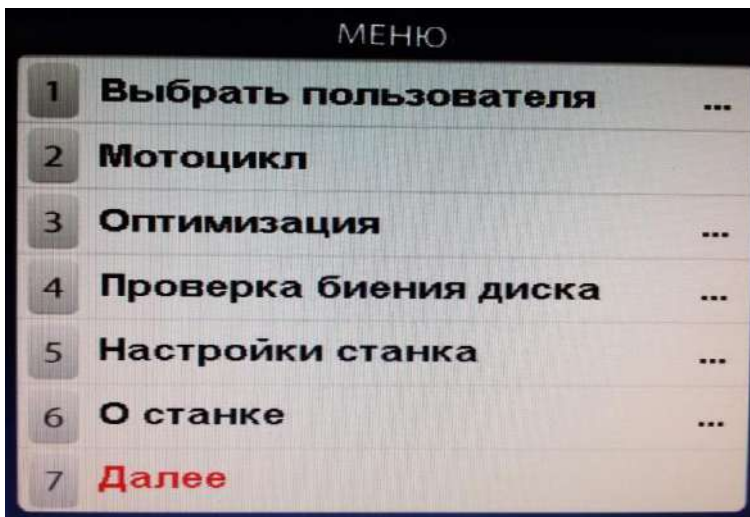 МЕНЮ
1 Выбрать пользователя ...
2 Мотоцикл
3 Оптимизация ...
4 Проверка биения диска ...
5 Настройки станка ...
6 О станке ...
7 Далее